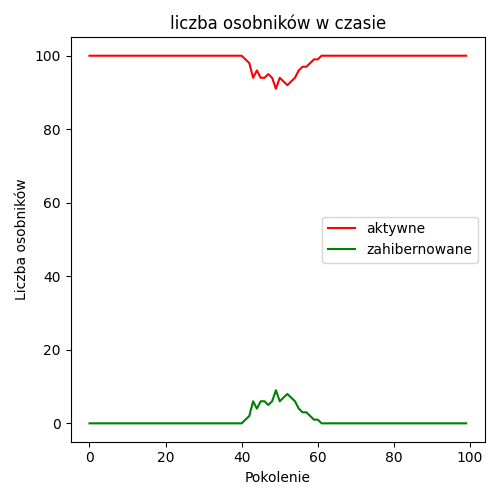 liczba osobników w czasie
100
80
60
40
20
0
Liczba osobników
aktywne
zahibernowane
0 20 40 60 80 100
Pokolenie